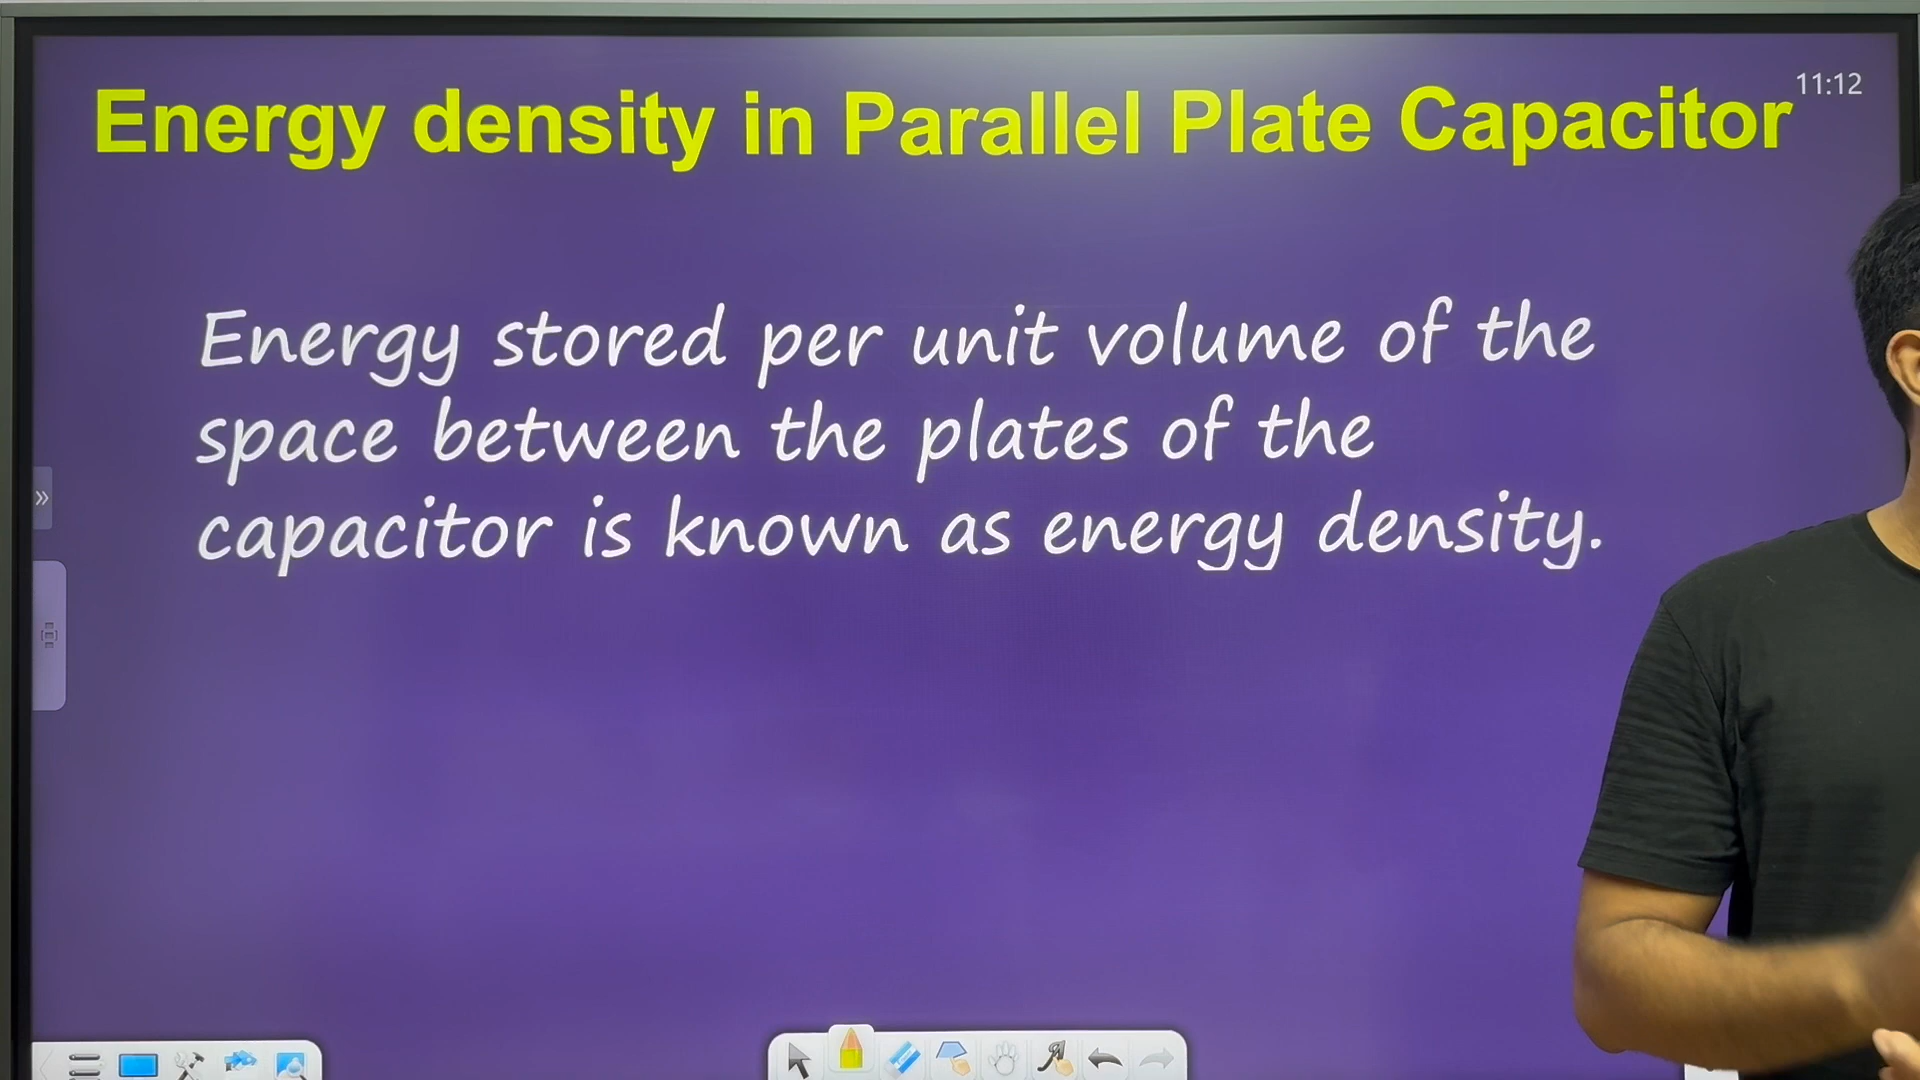 Energy density in Parallel Plate Capacitor
11:12
Energy stored per unit volume of the
space between the plates of the
capacitor is known as energy density.